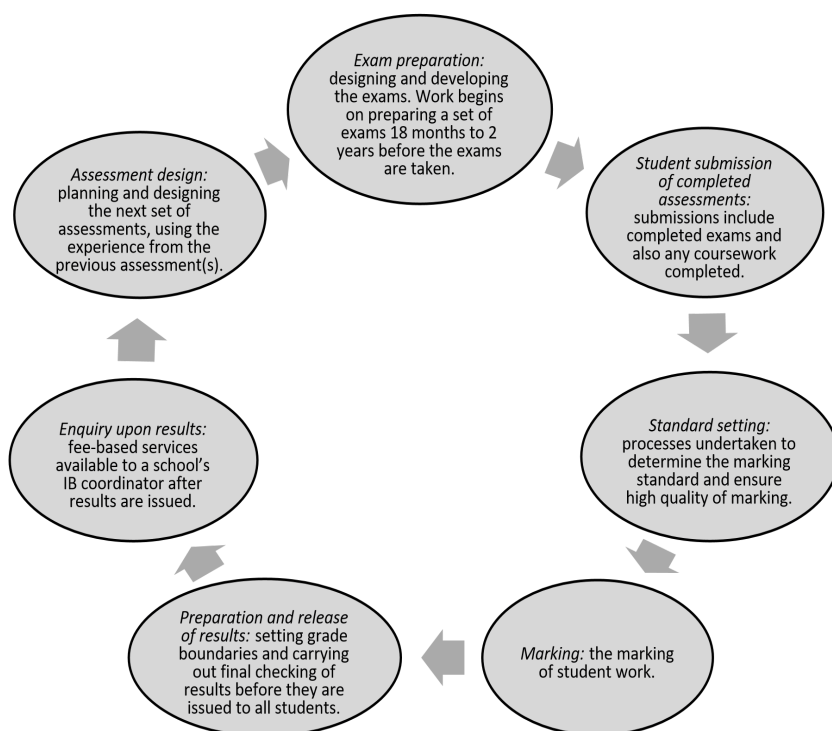 Exam preparation:
designing and developing
the exams. Work begins
on preparing a set of
exams 18 months to 2
years before the exams
are taken.
Student submission
of completed
assessments:
submissions include
completed exams and
also any coursework
completed.
Standard setting:
processes undertaken to
determine the marking
standard and ensure
high quality of marking.
Marking: the marking
of student work.
Preparation and release
of results: setting grade
boundaries and carrying
out final checking of
results before they are
issued to all students.
Enquiry upon results:
fee-based services
available to a school’s
IB coordinator after
results are issued.
Assessment design:
planning and designing
the next set of
assessments, using the
experience from the
previous assessment(s).